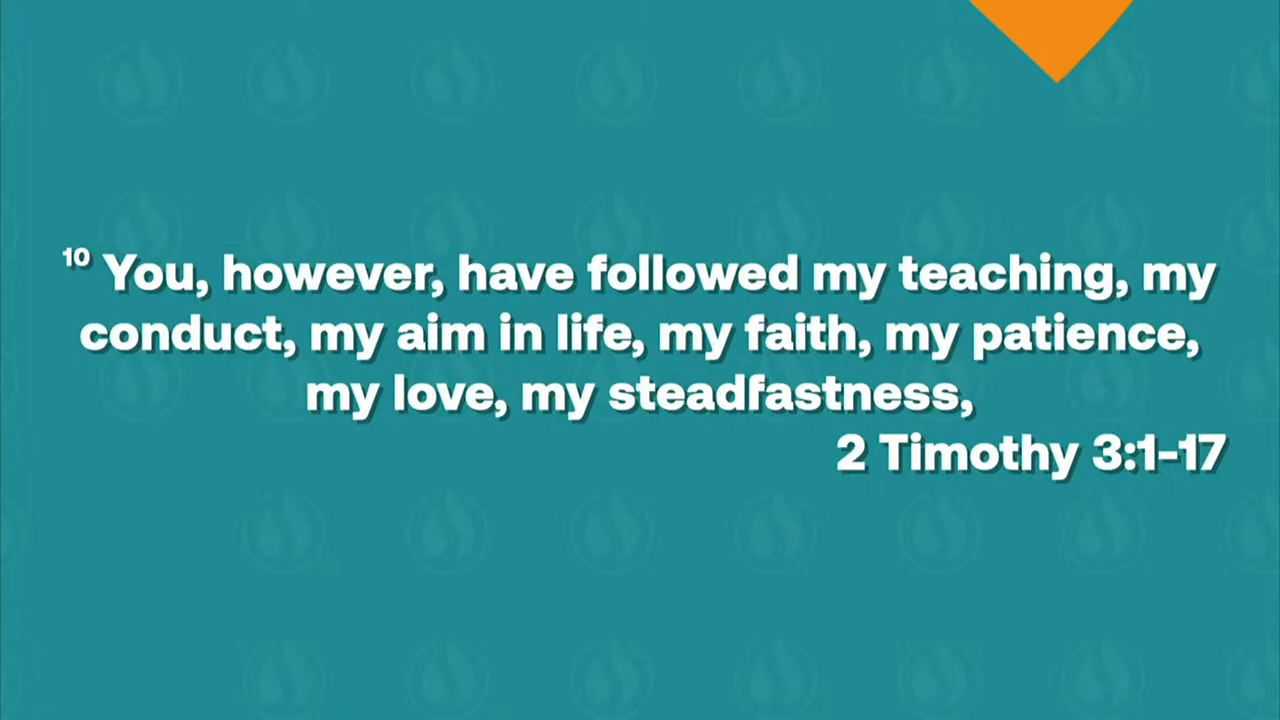 10 You, however, have followed my teaching, my
conduct, my aim in life, my faith, my patience,
my love, my steadfastness,
2 Timothy 3:1-17